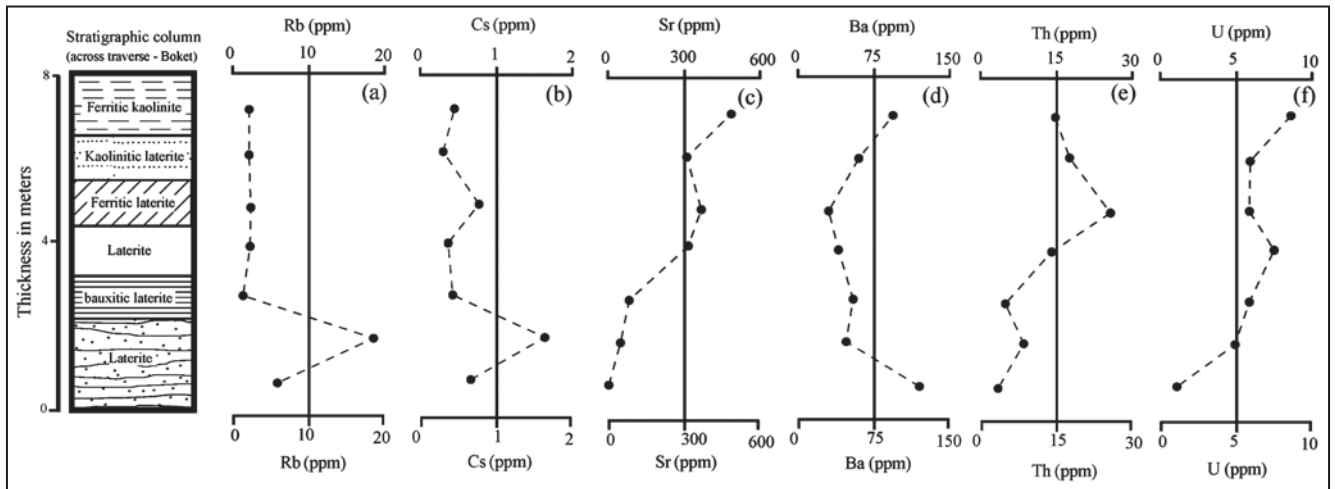 Stratigraphic column
(across traverse - Boket)
Rb (ppm)
Cs (ppm)
Sr (ppm)
Ba (ppm)
Th (ppm)
U (ppm)
0 10 20
0 1 2
0 300 600
0 75 150
0 15 30
0 5 10
(a)
(b)
(c)
(d)
(e)
(f)
Thickness in meters
8
4
0
Ferritic kaolinite
Kaolinitic laterite
Ferritic laterite
Laterite
bauxitic laterite
Laterite
0 10 20
0 1 2
0 300 600
0 75 150
0 15 30
0 5 10
Rb (ppm)
Cs (ppm)
Sr (ppm)
Ba (ppm)
Th (ppm)
U (ppm)